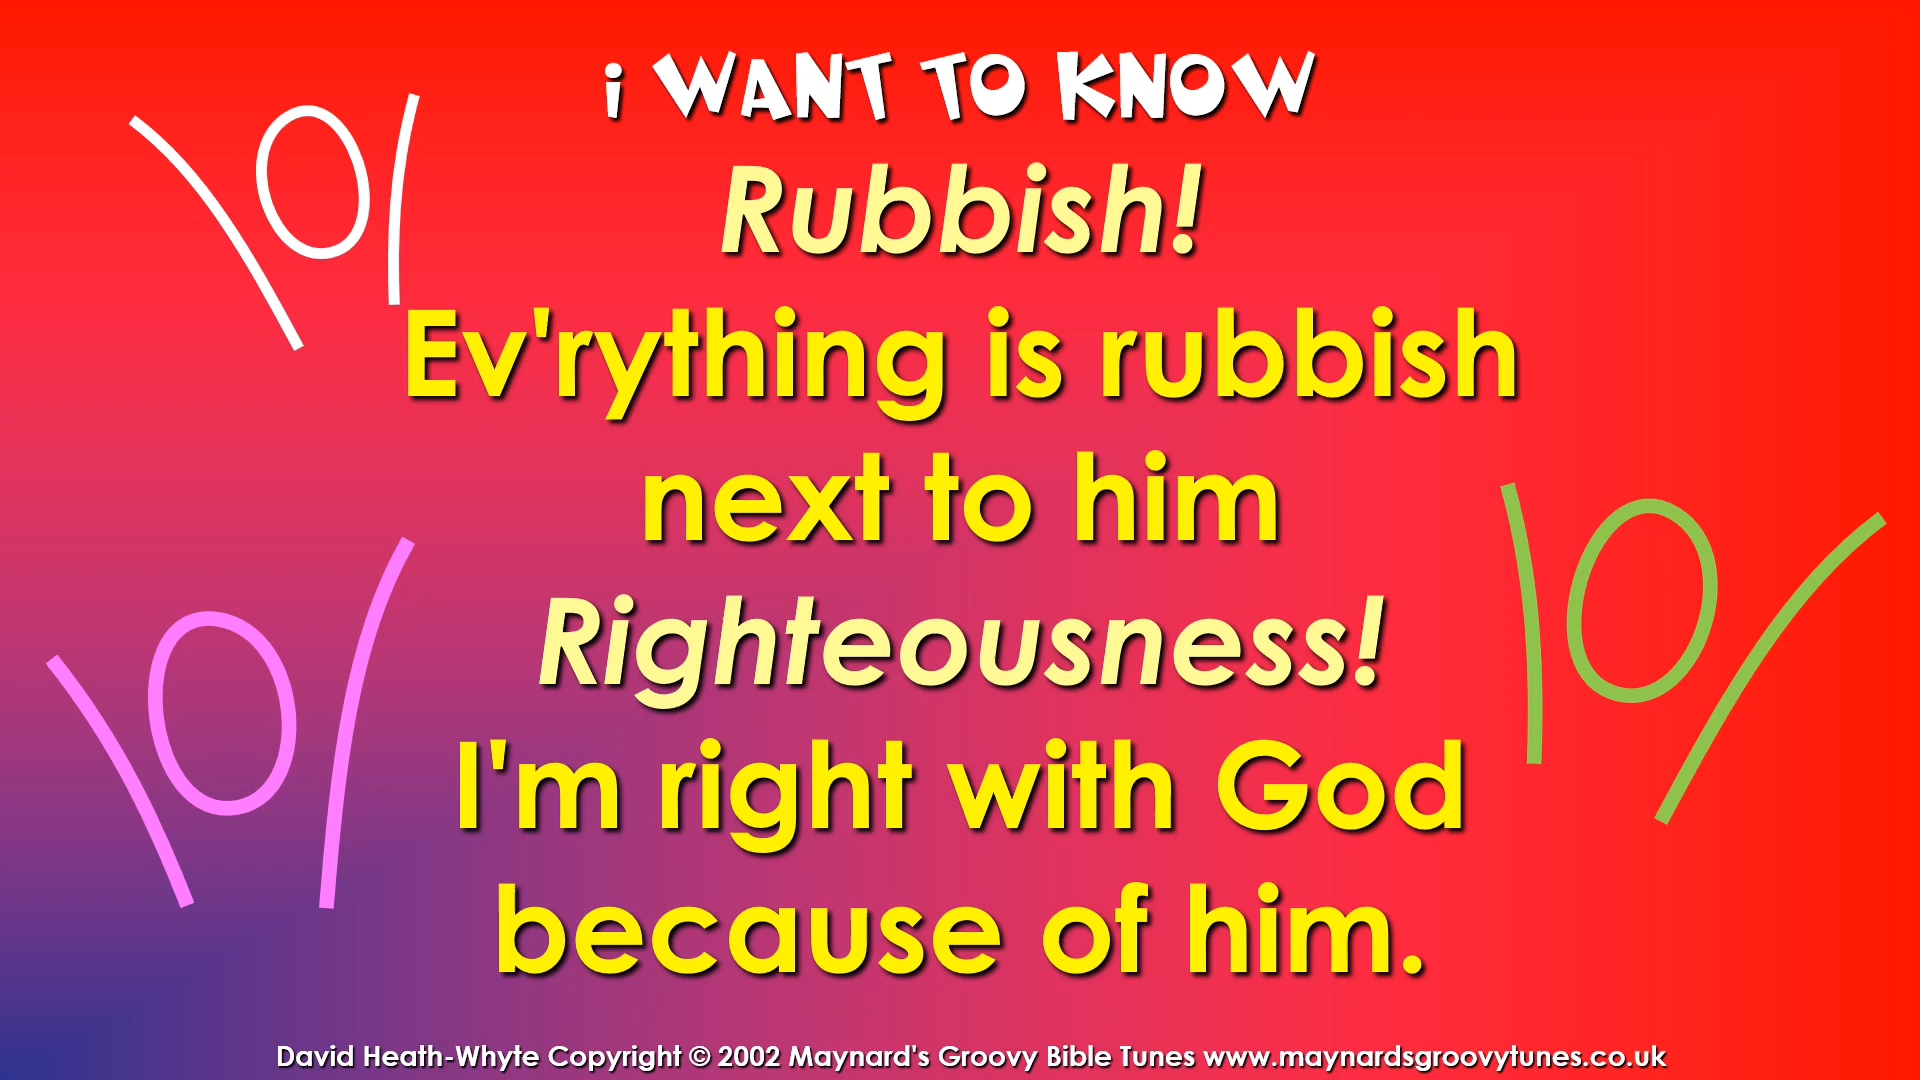 i WANT TO KNOW
Rubbish!
Ev'rything is rubbish
next to him
Righteousness!
I'm right with God
because of him.
David Heath-Whyte Copyright © 2002 Maynard's Groovy Bible Tunes www.maynardsgroovytunes.co.uk